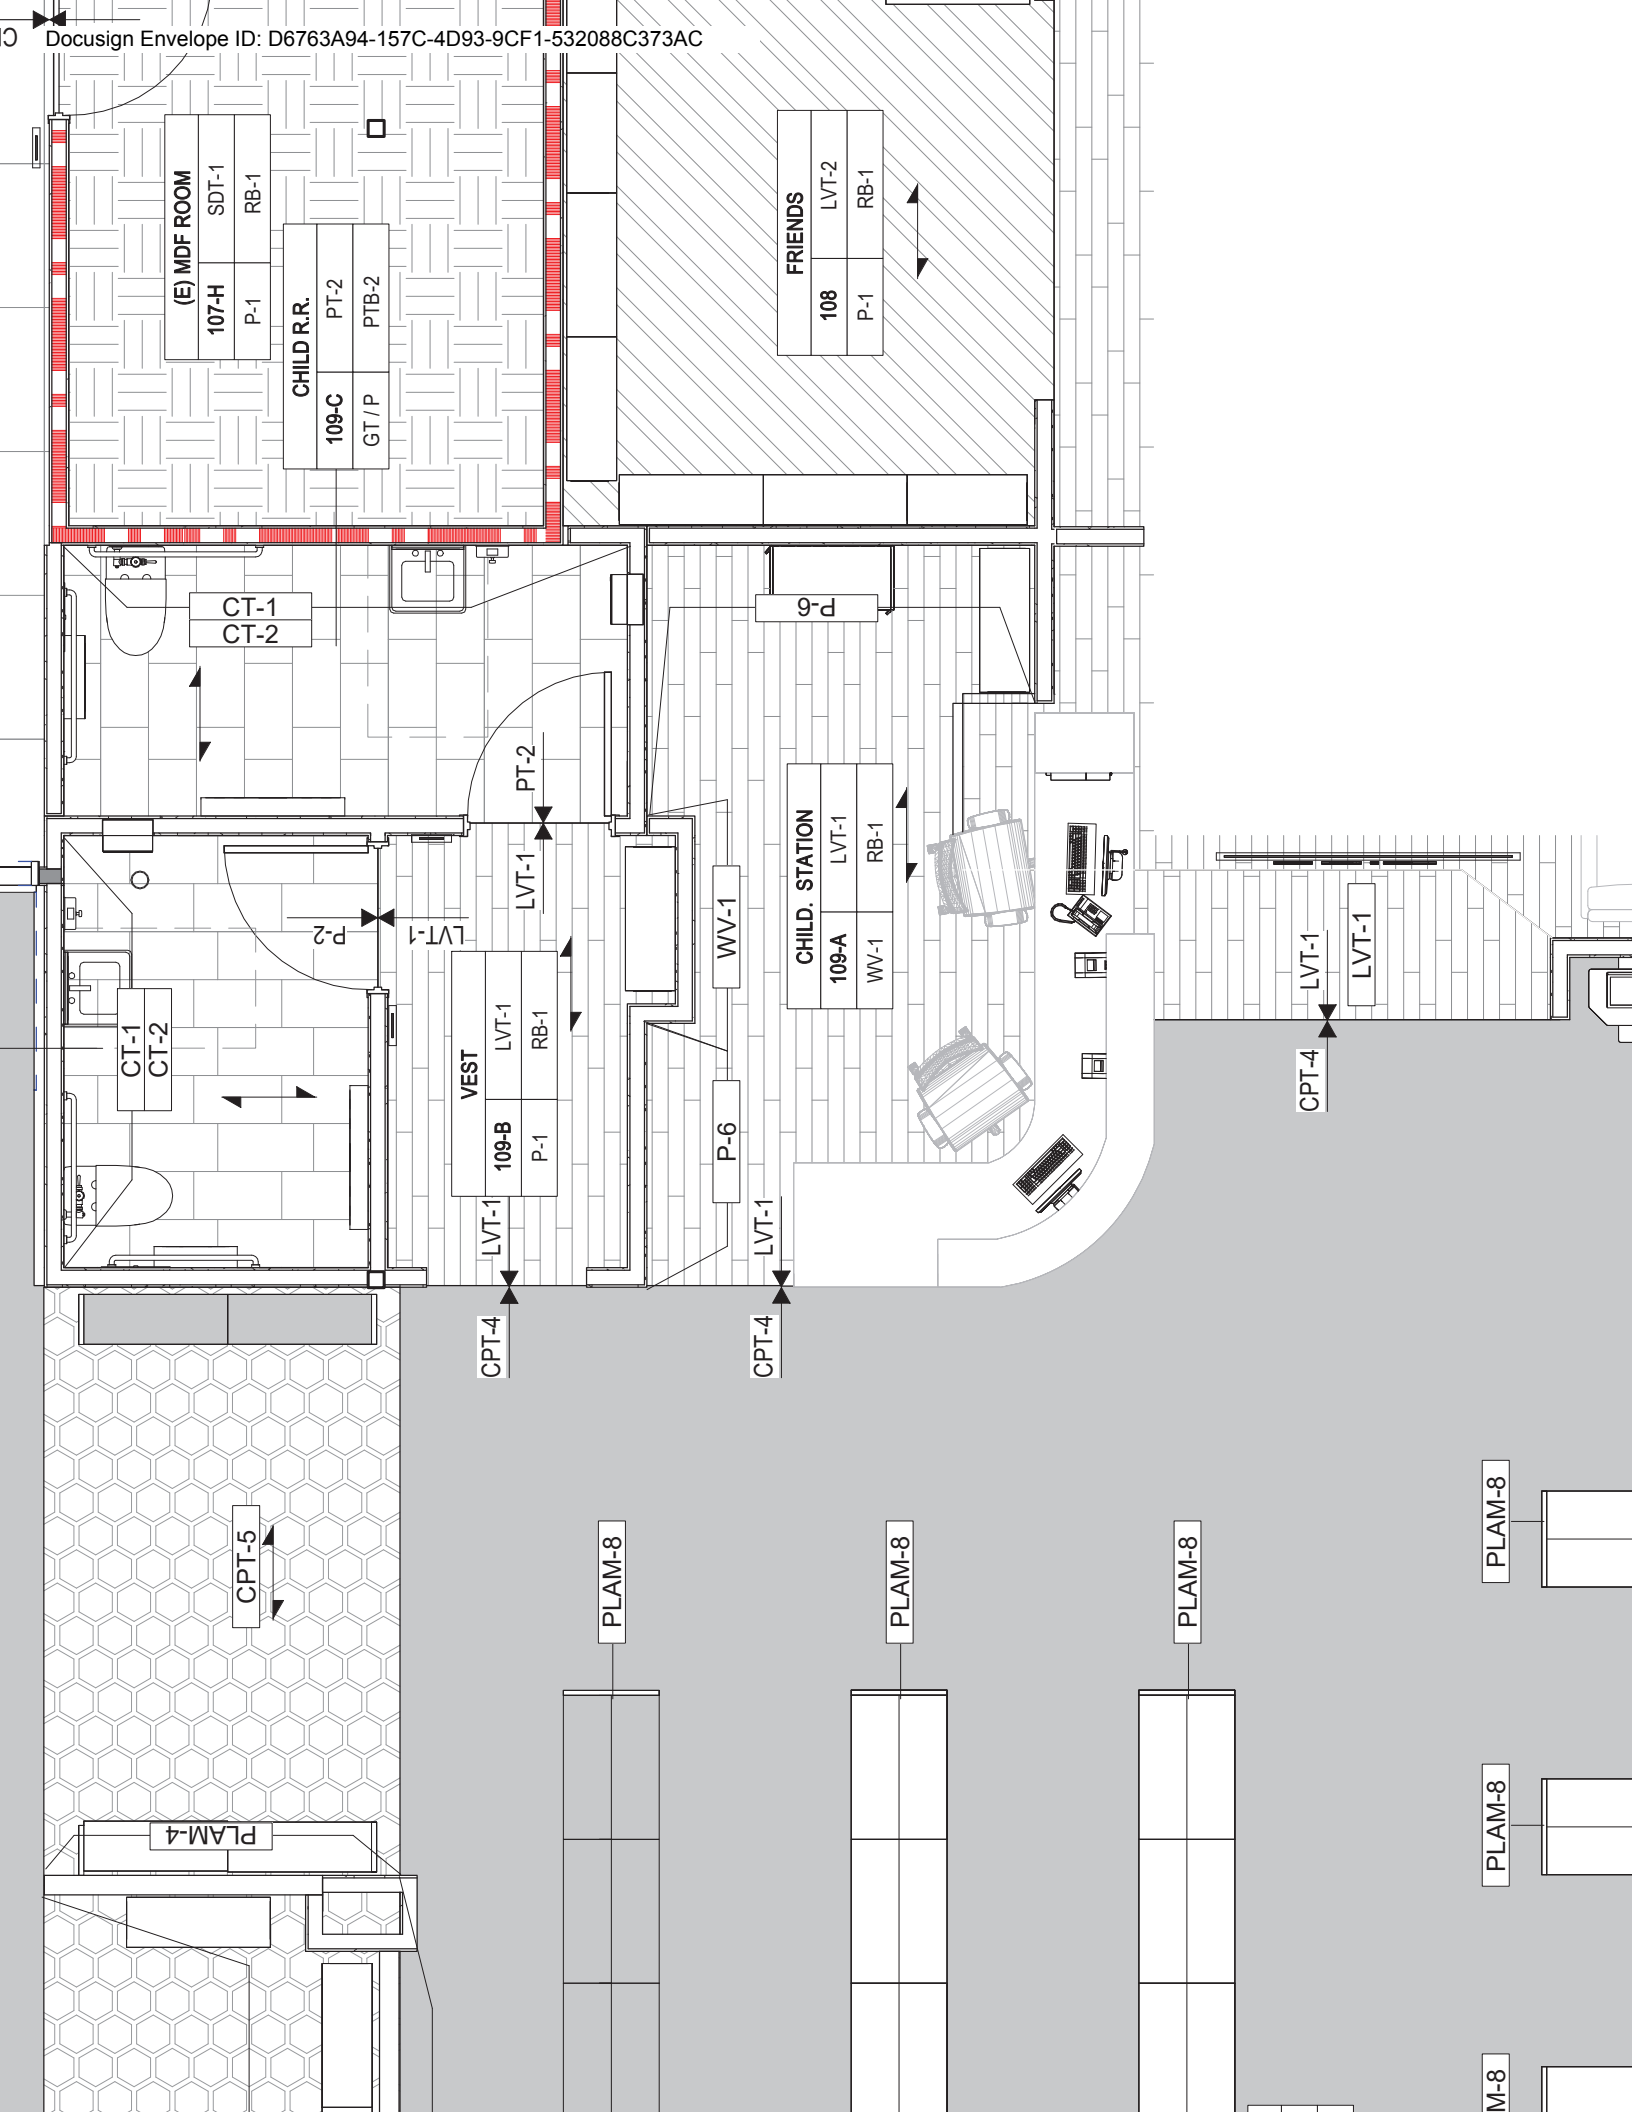 Docusign Envelope ID: D6763A94-157C-4D93-9CF1-532088C373AC
(E) MDF ROOM
107-H
SDT-1
P-1
RB-1
CHILD R.R.
109-C
PT-2
GT / P
PTB-2
FRIENDS
108
LVT-2
P-1
RB-1
CT-1
CT-2
P-6
PT-2
LVT-1
P-2
LVT-1
CT-1
CT-2
VEST
109-B
LVT-1
P-1
RB-1
WV-1
P-6
CHILD. STATION
109-A
LVT-1
WV-1
RB-1
LVT-1
CPT-4
LVT-1
LVT-1
CPT-4
LVT-1
CPT-4
CPT-5
PLAM-8
PLAM-8
PLAM-8
PLAM-8
PLAM-4
PLAM-8
M-8